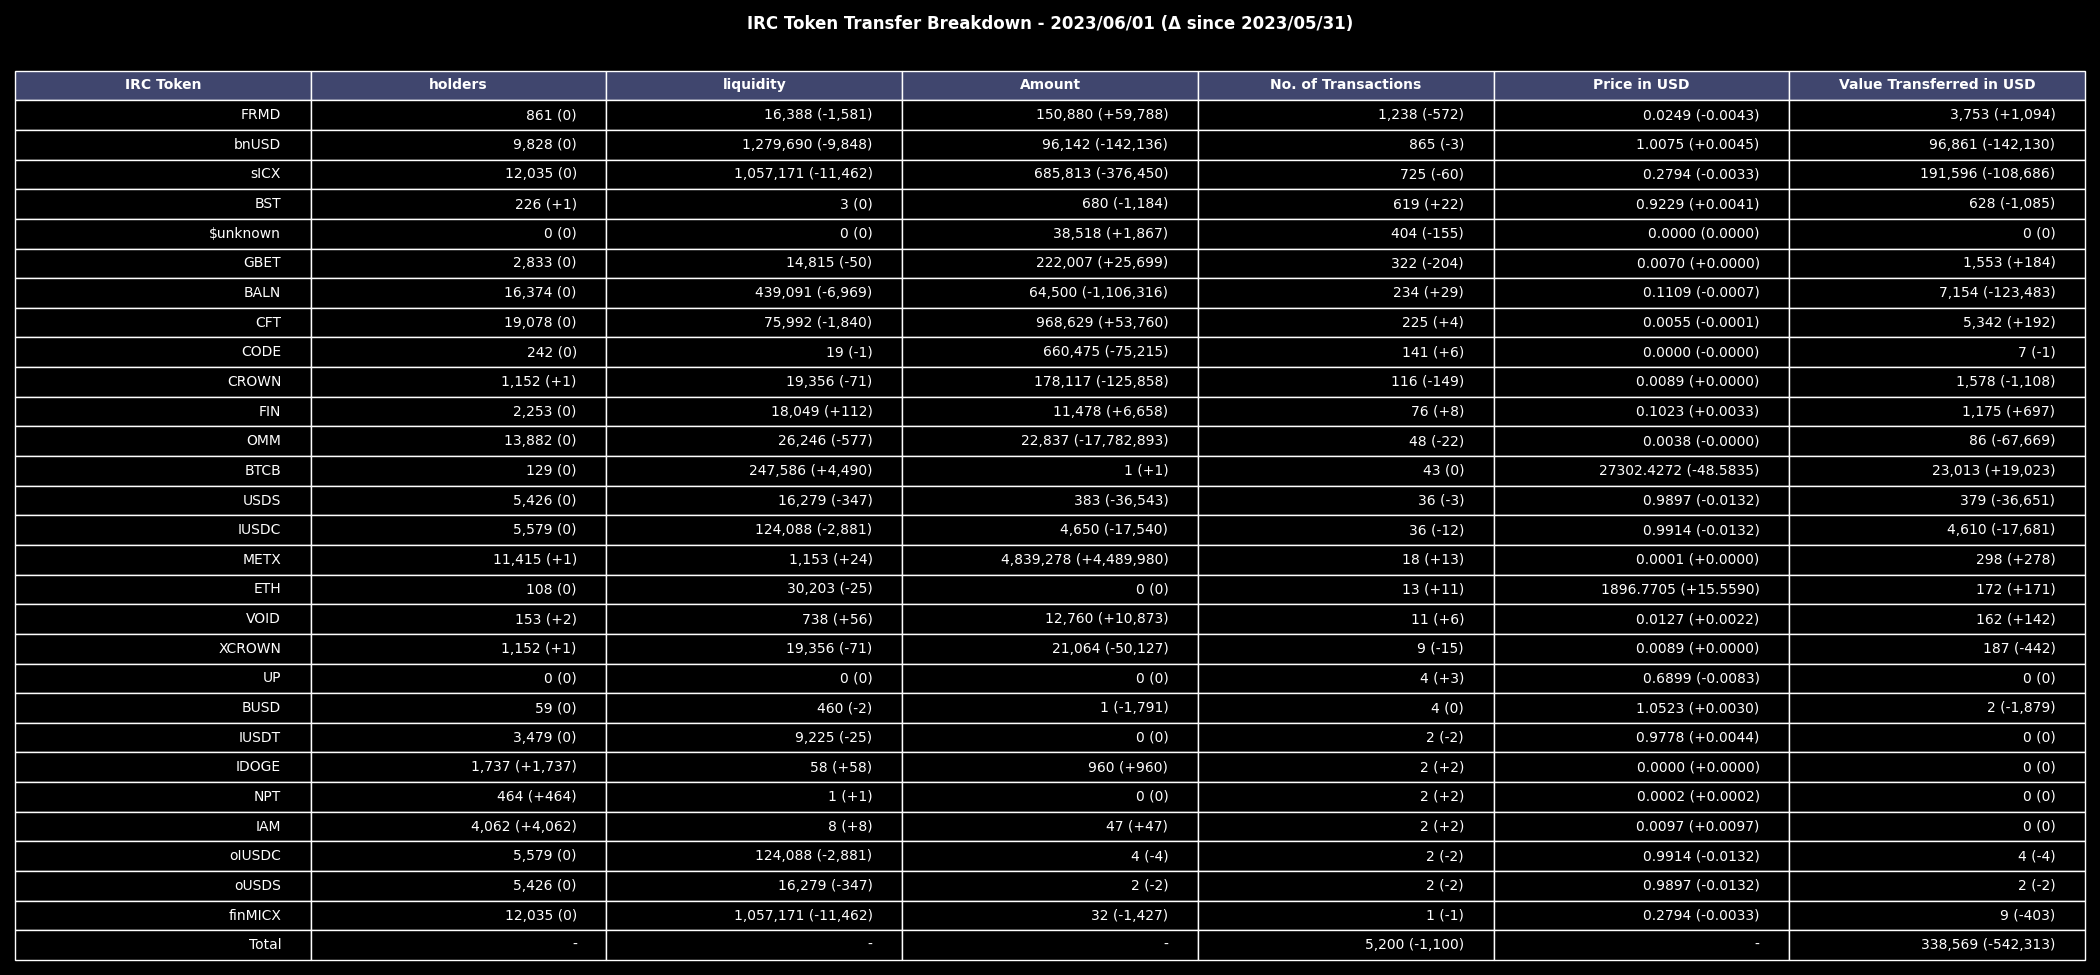 IRC Token Transfer Breakdown - 2023/06/01 (Δ since 2023/05/31)
IRC Token holders liquidity Amount No. of Transactions Price in USD Value Transferred in USD
FRMD 861 (0) 16,388 (-1,581) 150,880 (+59,788) 1,238 (-572) 0.0249 (-0.0043) 3,753 (+1,094)
bnUSD 9,828 (0) 1,279,690 (-9,848) 96,142 (-142,136) 865 (-3) 1.0075 (+0.0045) 96,861 (-142,130)
sICX 12,035 (0) 1,057,171 (-11,462) 685,813 (-376,450) 725 (-60) 0.2794 (-0.0033) 191,596 (-108,686)
BST 226 (+1) 3 (0) 680 (-1,184) 619 (+22) 0.9229 (+0.0041) 628 (-1,085)
$unknown 0 (0) 0 (0) 38,518 (+1,867) 404 (-155) 0.0000 (0.0000) 0 (0)
GBET 2,833 (0) 14,815 (-50) 222,007 (+25,699) 322 (-204) 0.0070 (+0.0000) 1,553 (+184)
BALN 16,374 (0) 439,091 (-6,969) 64,500 (-1,106,316) 234 (+29) 0.1109 (-0.0007) 7,154 (-123,483)
CFT 19,078 (0) 75,992 (-1,840) 968,629 (+53,760) 225 (+4) 0.0055 (-0.0001) 5,342 (+192)
CODE 242 (0) 19 (-1) 660,475 (-75,215) 141 (+6) 0.0000 (-0.0000) 7 (-1)
CROWN 1,152 (+1) 19,356 (-71) 178,117 (-125,858) 116 (-149) 0.0089 (+0.0000) 1,578 (-1,108)
FIN 2,253 (0) 18,049 (+112) 11,478 (+6,658) 76 (+8) 0.1023 (+0.0033) 1,175 (+697)
OMM 13,882 (0) 26,246 (-577) 22,837 (-17,782,893) 48 (-22) 0.0038 (-0.0000) 86 (-67,669)
BTCB 129 (0) 247,586 (+4,490) 1 (+1) 43 (0) 27302.4272 (-48.5835) 23,013 (+19,023)
USDS 5,426 (0) 16,279 (-347) 383 (-36,543) 36 (-3) 0.9897 (-0.0132) 379 (-36,651)
IUSDC 5,579 (0) 124,088 (-2,881) 4,650 (-17,540) 36 (-12) 0.9914 (-0.0132) 4,610 (-17,681)
METX 11,415 (+1) 1,153 (+24) 4,839,278 (+4,489,980) 18 (+13) 0.0001 (+0.0000) 298 (+278)
ETH 108 (0) 30,203 (-25) 0 (0) 13 (+11) 1896.7705 (+15.5590) 172 (+171)
VOID 153 (+2) 738 (+56) 12,760 (+10,873) 11 (+6) 0.0127 (+0.0022) 162 (+142)
XCROWN 1,152 (+1) 19,356 (-71) 21,064 (-50,127) 9 (-15) 0.0089 (+0.0000) 187 (-442)
UP 0 (0) 0 (0) 0 (0) 4 (+3) 0.6899 (-0.0083) 0 (0)
BUSD 59 (0) 460 (-2) 1 (-1,791) 4 (0) 1.0523 (+0.0030) 2 (-1,879)
IUSDT 3,479 (0) 9,225 (-25) 0 (0) 2 (-2) 0.9778 (+0.0044) 0 (0)
IDOGE 1,737 (+1,737) 58 (+58) 960 (+960) 2 (+2) 0.0000 (+0.0000) 0 (0)
NPT 464 (+464) 1 (+1) 0 (0) 2 (+2) 0.0002 (+0.0002) 0 (0)
IAM 4,062 (+4,062) 8 (+8) 47 (+47) 2 (+2) 0.0097 (+0.0097) 0 (0)
oIUSDC 5,579 (0) 124,088 (-2,881) 4 (-4) 2 (-2) 0.9914 (-0.0132) 4 (-4)
oUSDS 5,426 (0) 16,279 (-347) 2 (-2) 2 (-2) 0.9897 (-0.0132) 2 (-2)
finMICX 12,035 (0) 1,057,171 (-11,462) 32 (-1,427) 1 (-1) 0.2794 (-0.0033) 9 (-403)
Total - - - 5,200 (-1,100) - 338,569 (-542,313)